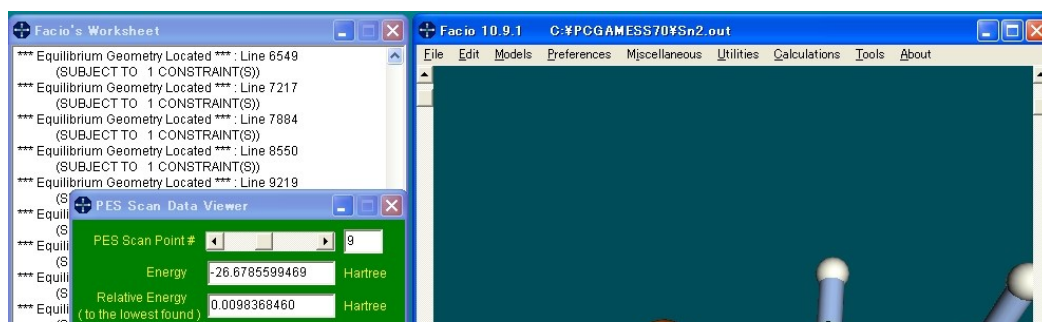 Facio's Worksheet
*** Equilibrium Geometry Located *** : Line 6549
(SUBJECT TO 1 CONSTRAINT(S))
*** Equilibrium Geometry Located *** : Line 7217
(SUBJECT TO 1 CONSTRAINT(S))
*** Equilibrium Geometry Located *** : Line 7884
(SUBJECT TO 1 CONSTRAINT(S))
*** Equilibrium Geometry Located *** : Line 8550
(SUBJECT TO 1 CONSTRAINT(S))
*** Equilibrium Geometry Located *** : Line 9219
(S
*** Equili
(S
*** Equili
(S
*** Equili
(S
*** Equili
PES Scan Data Viewer
PES Scan Point # 9
Energy -26.6785599469 Hartree
Relative Energy 0.0098368460 Hartree
(to the lowest found)
Facio 10.9.1 C:¥PCGAMESS70¥Sn2.out
File Edit Models Preferences Miscellaneous Utilities Calculations Tools About